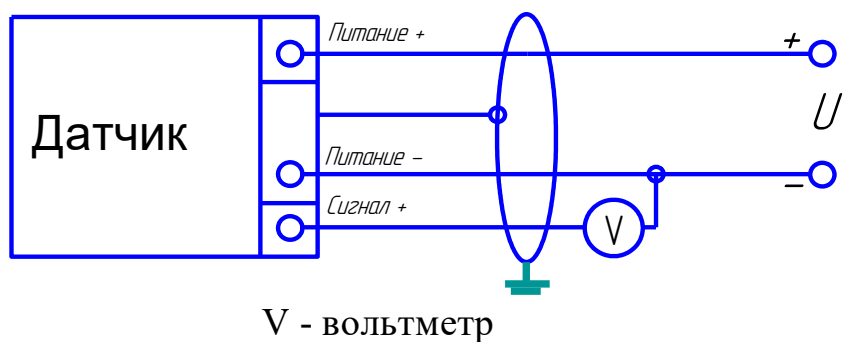 Питание +
+
Датчик
U
Питание –
–
Сигнал +
V
V - вольтметр